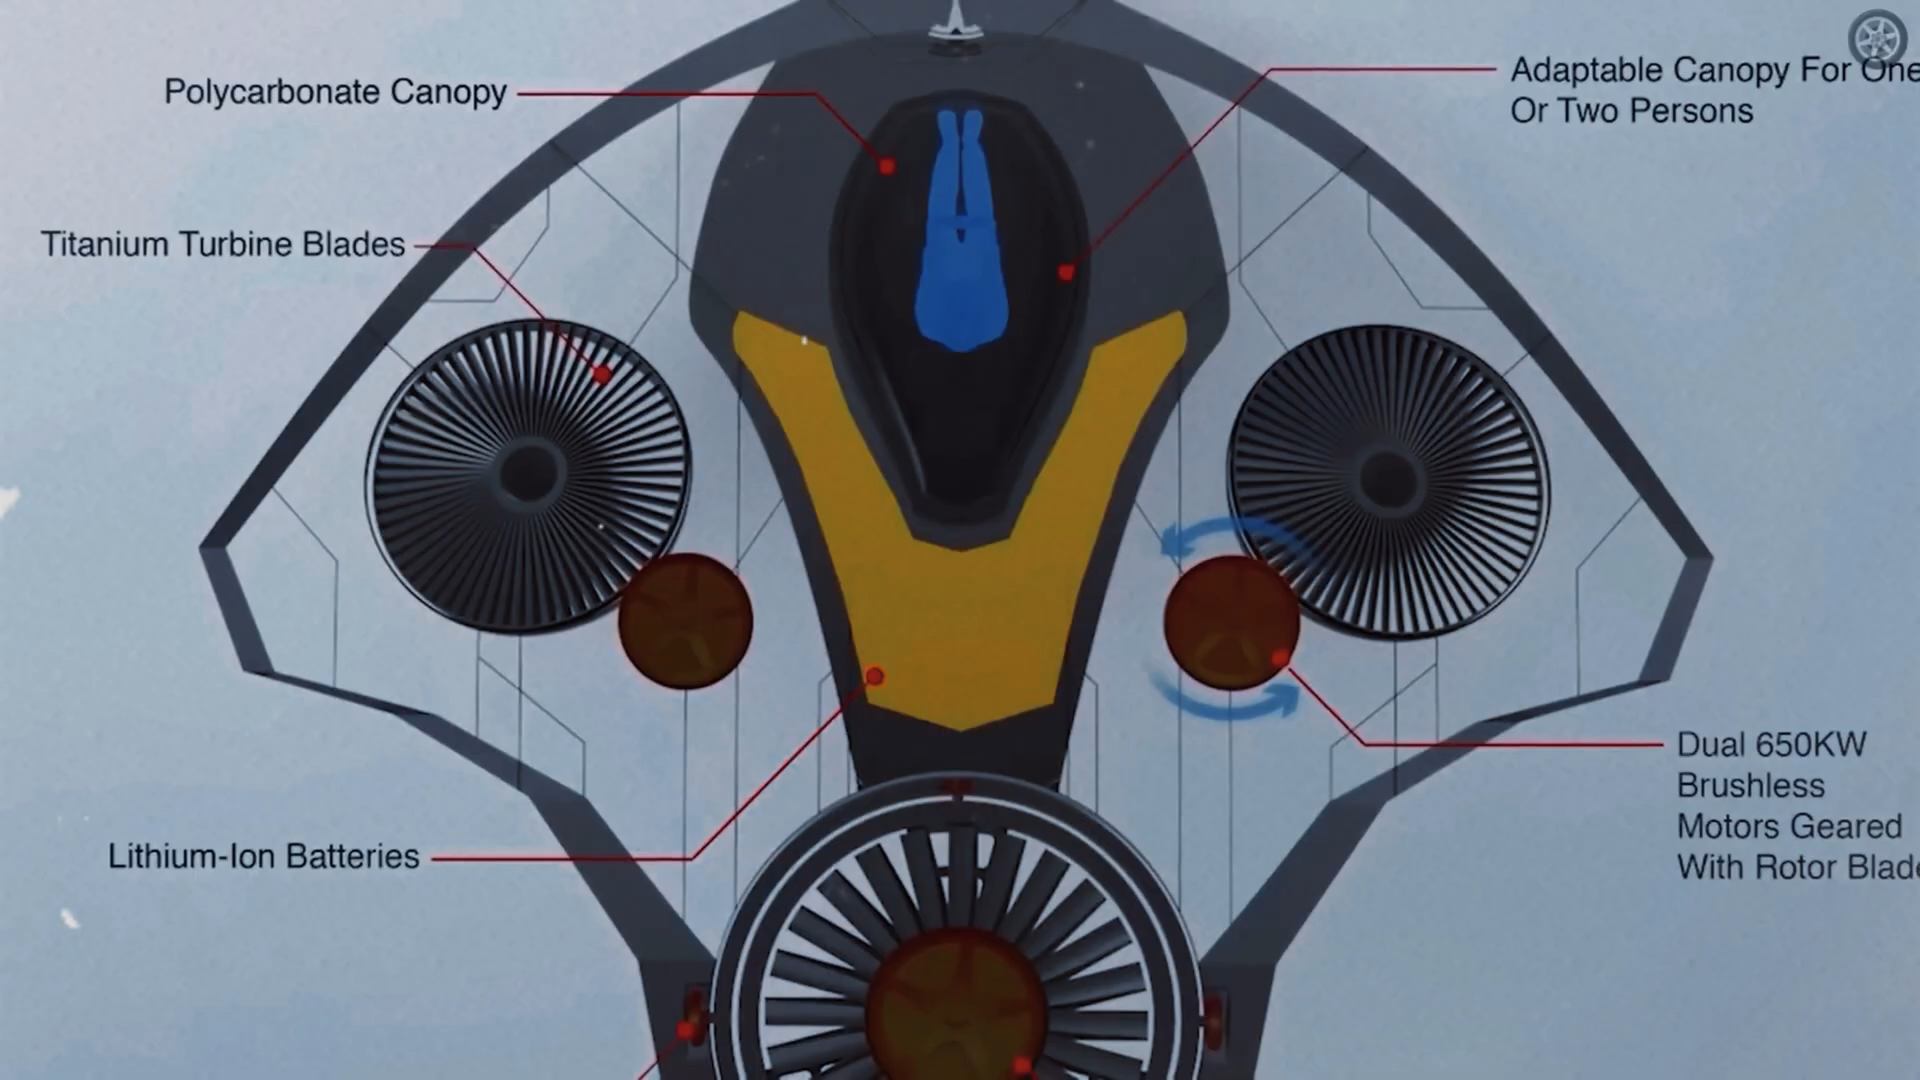 Polycarbonate Canopy
Adaptable Canopy For One
Or Two Persons
Titanium Turbine Blades
Dual 650KW
Brushless
Motors Geared
With Rotor
Lithium-Ion Batteries